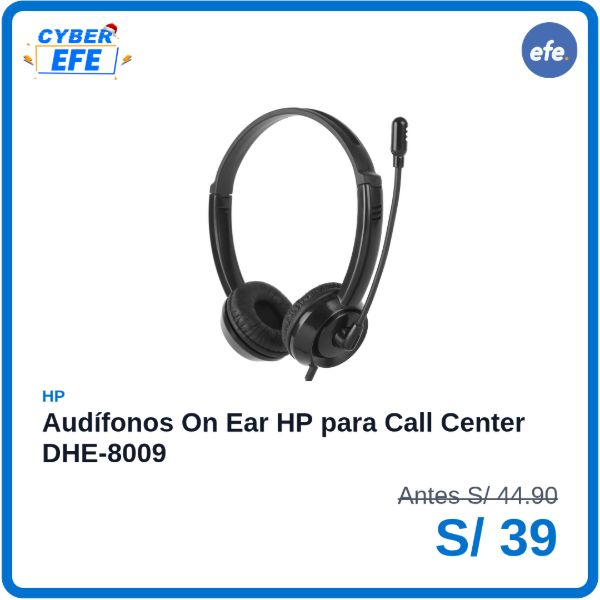 CYBER
EFE
efe.
HP
Audífonos On Ear HP para Call Center
DHE-8009
Antes S/ 44.90
S/ 39